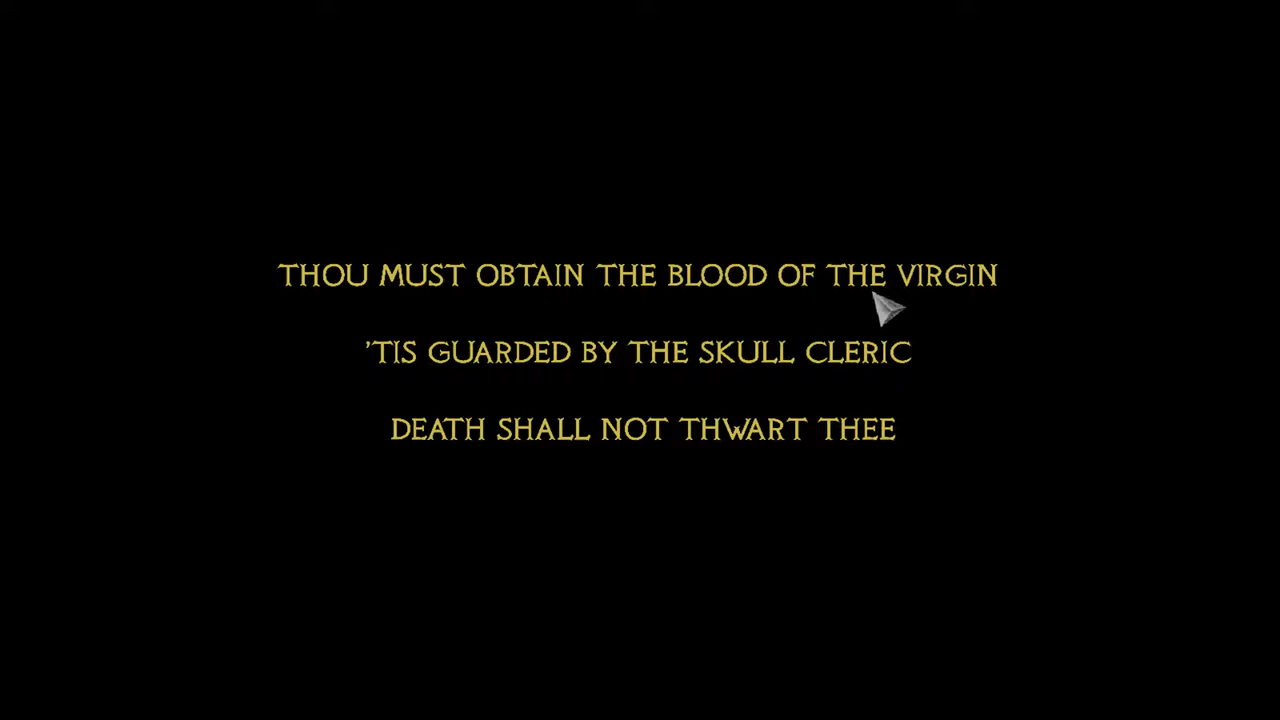 THOU MUST OBTAIN THE BLOOD OF THE VIRGIN
'TIS GUARDED BY THE SKULL CLERIC
DEATH SHALL NOT THWART THEE